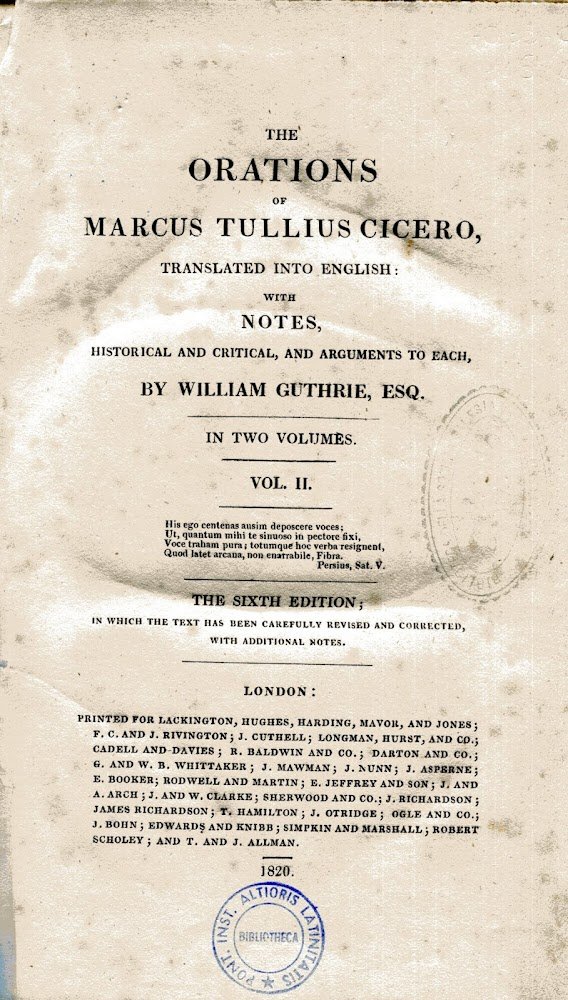 THE
ORATIONS
OF
MARCUS TULLIUS CICERO,
TRANSLATED INTO ENGLISH:
WITH
NOTES,
HISTORICAL AND CRITICAL, AND ARGUMENTS TO EACH,
BY WILLIAM GUTHRIE, ESQ.
IN TWO VOLUMES.
VOL. II.
His ego centenas ausim deposcere voces;
Ut, quantum mihi te sinuoso in pectore fixi,
Voce traham pura; totumque hoc verba resignent,
Quod latet arcana, non enarrabile, Fibra.
Persius, Sat. V.
THE SIXTH EDITION;
IN WHICH THE TEXT HAS BEEN CAREFULLY REVISED AND CORRECTED,
WITH ADDITIONAL NOTES.
LONDON:
PRINTED FOR LACKINGTON, HUGHES, HARDING, MAVOR, AND JONES;
F. C. AND J. RIVINGTON; J. CUTHELL; LONGMAN, HURST, AND CO.;
CADELL AND DAVIES; R. BALDWIN AND CO.; DARTON AND CO.;
G. AND W. B. WHITTAKER; J. MAWMAN; J. NUNN; J. ASPERNE;
E. BOOKER; RODWELL AND MARTIN; E. JEFFREY AND SON; J. AND
A. ARCH; J. AND W. CLARKE; SHERWOOD AND CO.; J. RICHARDSON;
JAMES RICHARDSON; T. HAMILTON; J. OTRIDGE; OGLE AND CO.;
J. BOHN; EDWARDS AND KNIBB; SIMPKIN AND MARSHALL; ROBERT
SCHOLEY; AND T. AND J. ALLMAN.
1820.
PONT. INST. ALTIORIS LATINITATIS
BIBLIOTHECA